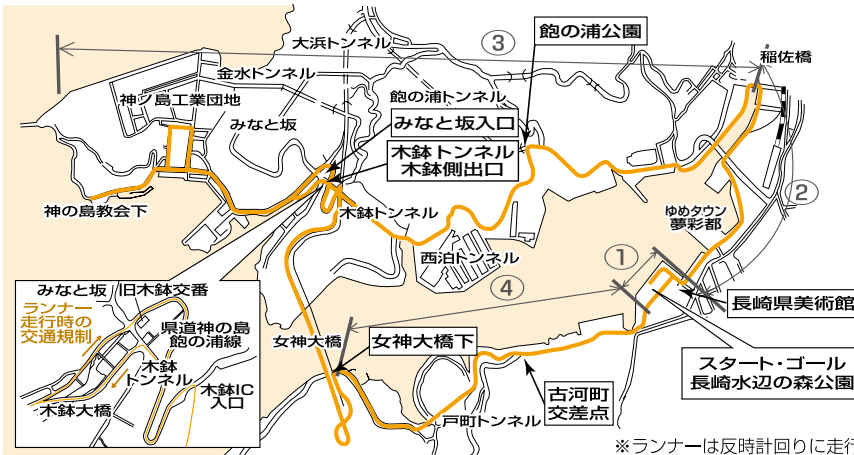 大浜トンネル
③
飽の浦公園
稲佐橋
金水トンネル
神ノ島工業団地
飽の浦トンネル
みなと坂
みなと坂入口
木鉢トンネル
木鉢側出口
②
神の島教会下
木鉢トンネル
ゆめタウン
夢彩都
西泊トンネル
①
④
みなと坂
旧木鉢交番
ランナー
走行時の
交通規制
県道神の島
飽の浦線
木鉢
トンネル
木鉢IC
入口
木鉢大橋
女神大橋
女神大橋下
長崎県美術館
スタート・ゴール
長崎水辺の森公園
古河町
交差点
戸町トンネル
※ランナーは反時計回りに走行